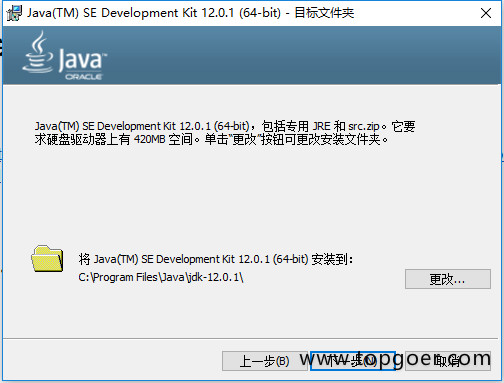 Java(TM) SE Development Kit 12.0.1 (64-bit) - 目标文件夹
Java
ORACLE
Java(TM) SE Development Kit 12.0.1 (64-bit)，包括专用 JRE 和 src.zip。它要
求硬盘驱动器上有 420MB 空间。单击“更改”按钮可更改安装文件夹。
将 Java(TM) SE Development Kit 12.0.1 (64-bit) 安装到：
C:\Program Files\Java\jdk-12.0.1\
更改...
上一步(B) 下一步(N) 取消
www.topgoer.com